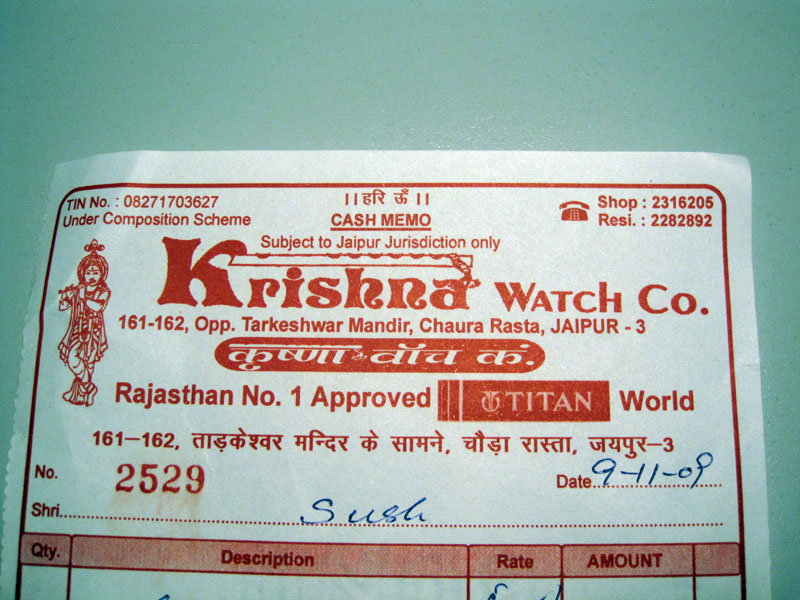 TIN No. : 08271703627
Under Composition Scheme
।।हरि ऊँ ।।
CASH MEMO
Shop : 2316205
Resi. : 2282892
Subject to Jaipur Jurisdiction only
Krishna WATCH Co.
161-162, Opp. Tarkeshwar Mandir, Chaura Rasta, JAIPUR - 3
कृष्णा वॉच कं.
Rajasthan No. 1 Approved TITAN World
161–162, ताड़केश्वर मन्दिर के सामने, चौड़ा रास्ता, जयपुर–3
No. 2529 Date 9-11-09
Shri Sush
Qty. Description Rate AMOUNT